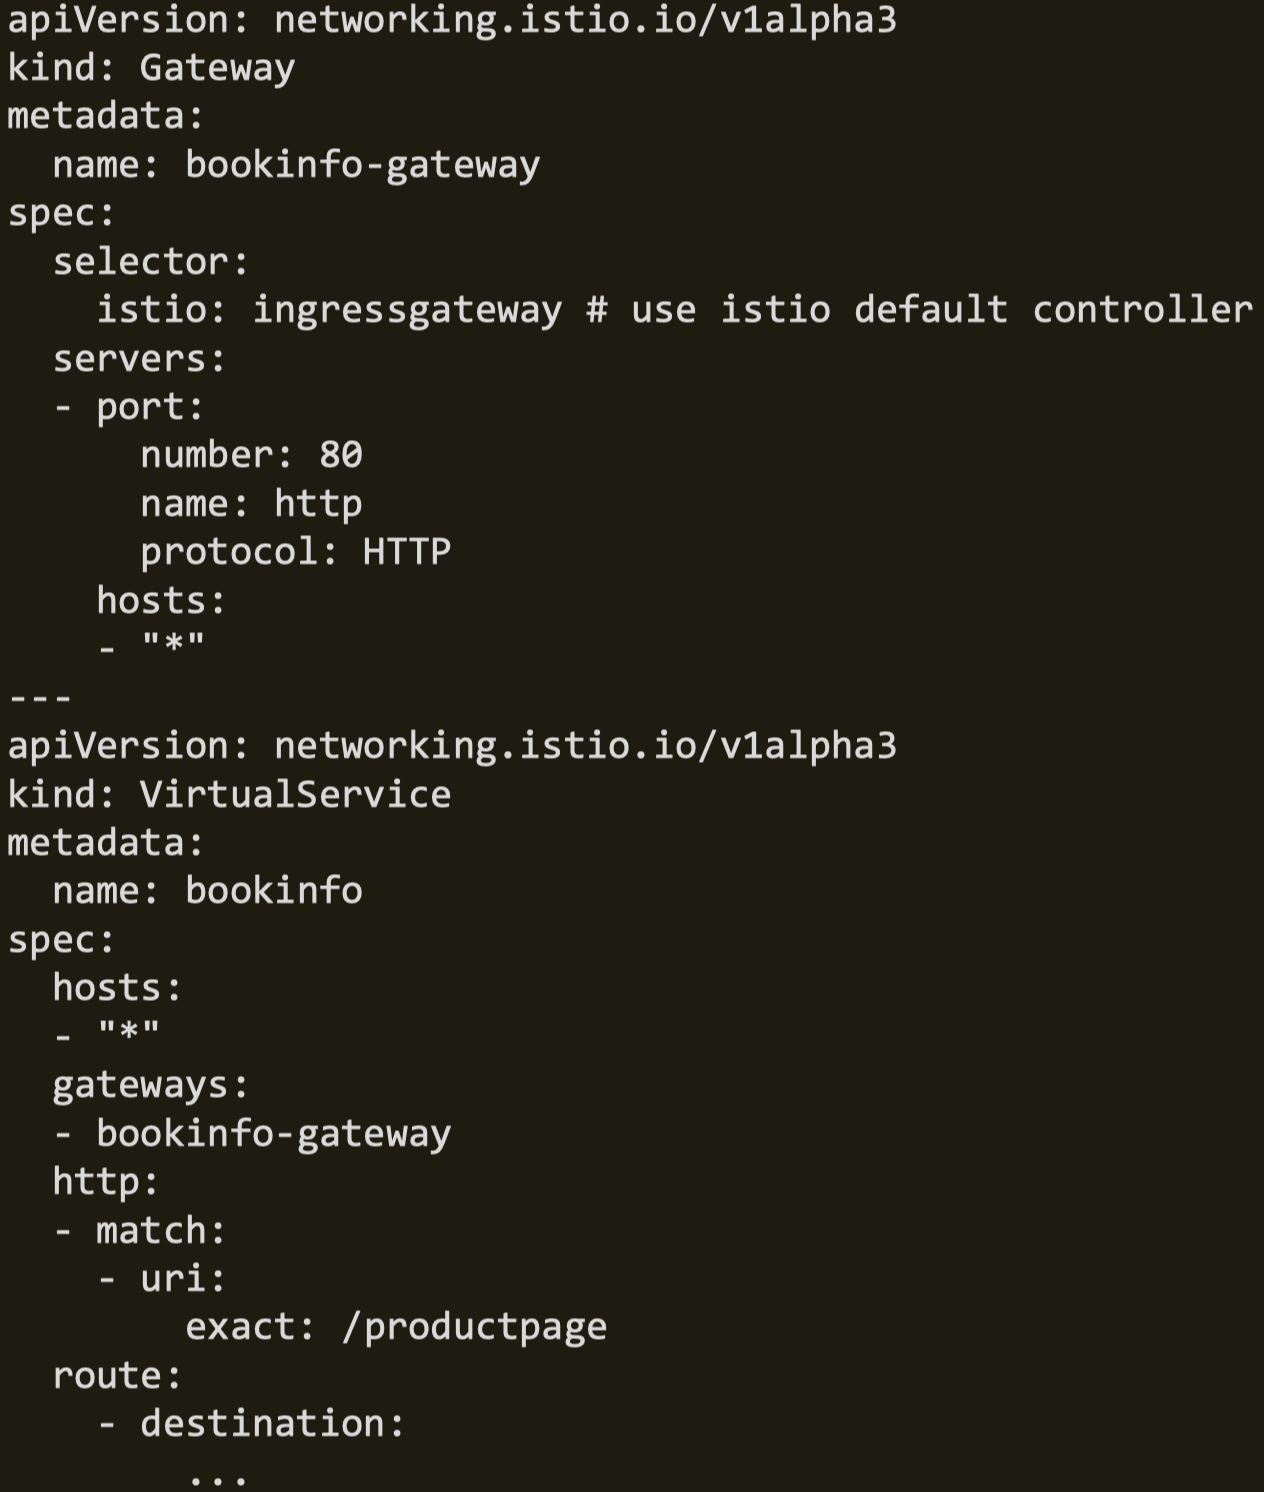 apiVersion: networking.istio.io/v1alpha3
kind: Gateway
metadata:
  name: bookinfo-gateway
spec:
  selector:
    istio: ingressgateway # use istio default controller
  servers:
  - port:
      number: 80
      name: http
      protocol: HTTP
    hosts:
    - "*"
---
apiVersion: networking.istio.io/v1alpha3
kind: VirtualService
metadata:
  name: bookinfo
spec:
  hosts:
  - "*"
  gateways:
  - bookinfo-gateway
  http:
  - match:
    - uri:
        exact: /productpage
  route:
    - destination:
        ...